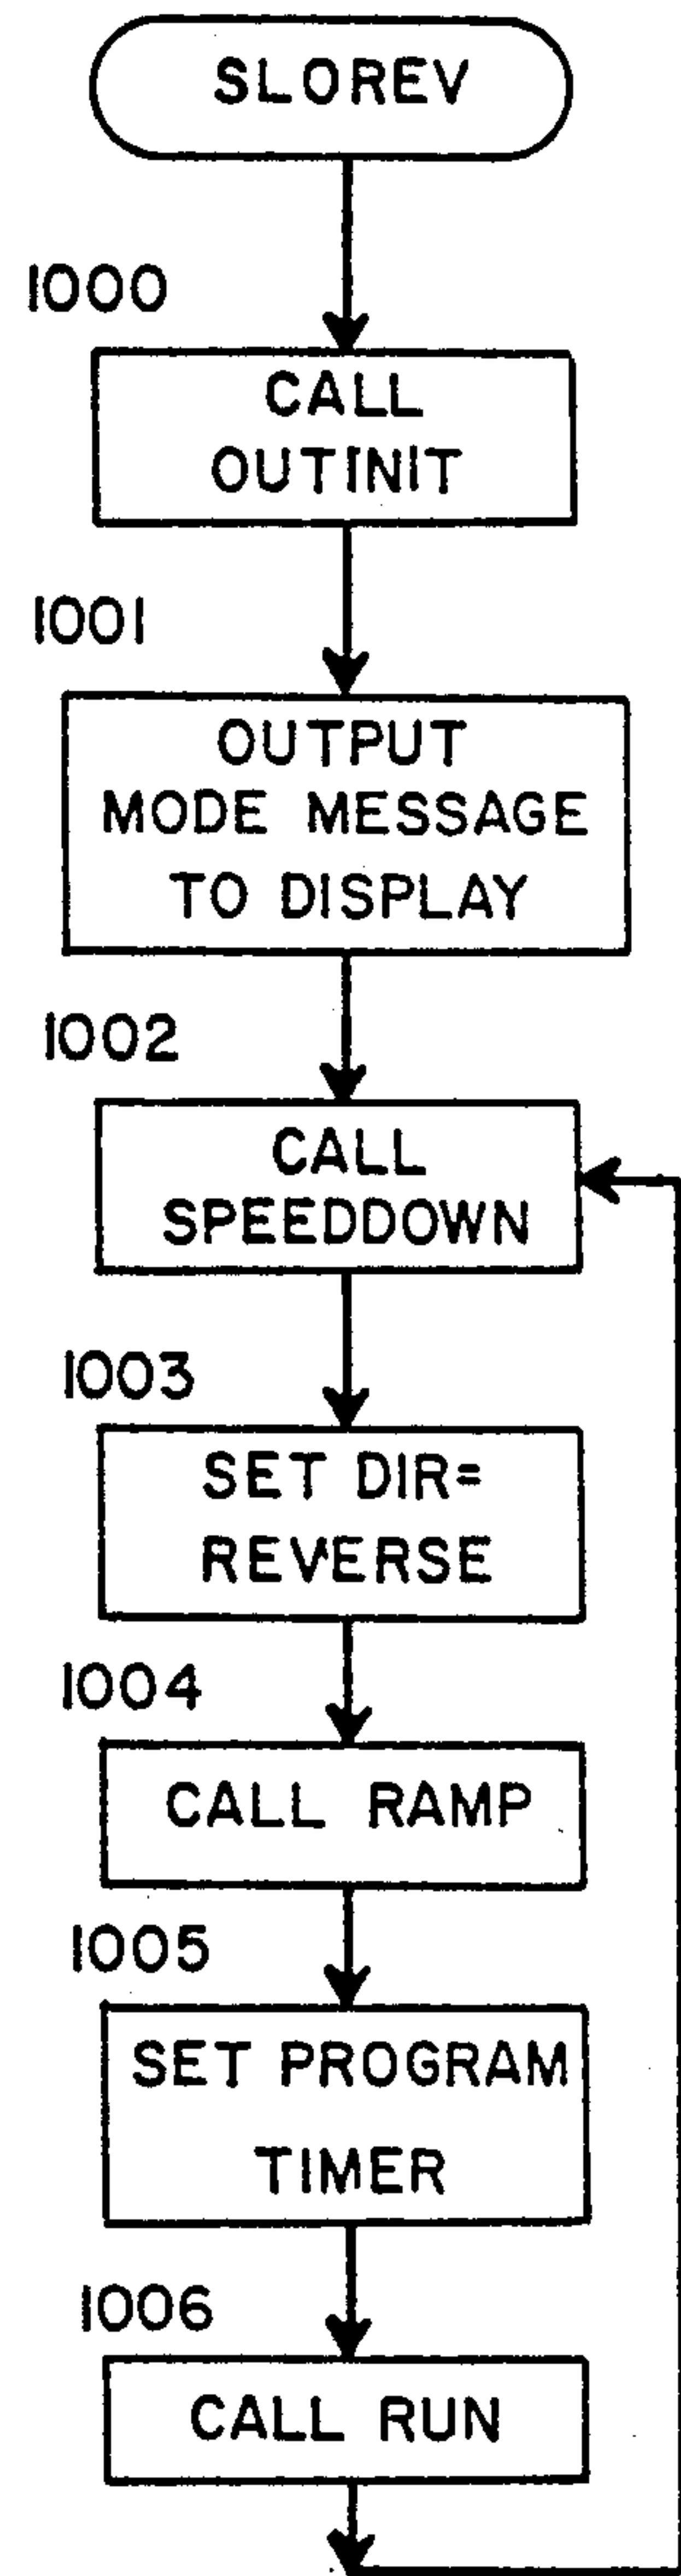 SLOREV
1000
CALL
OUTINIT
1001
OUTPUT
MODE MESSAGE
TO DISPLAY
1002
CALL
SPEEDDOWN
1003
SET DIR=
REVERSE
1004
CALL RAMP
1005
SET PROGRAM
TIMER
1006
CALL RUN